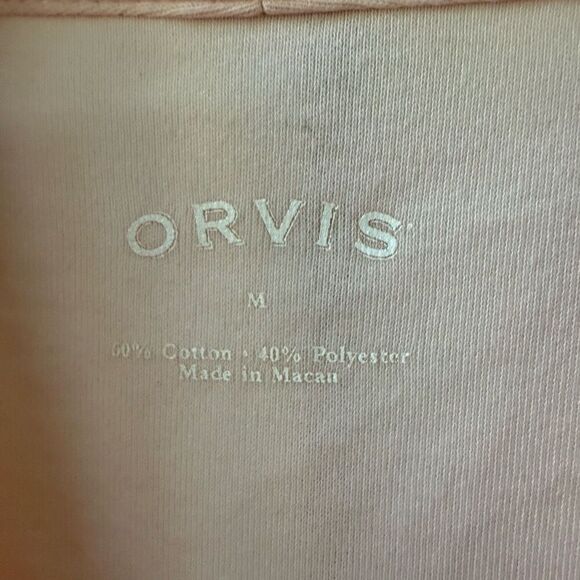 ORVIS
M
60% Cotton • 40% Polyester
Made in Macau